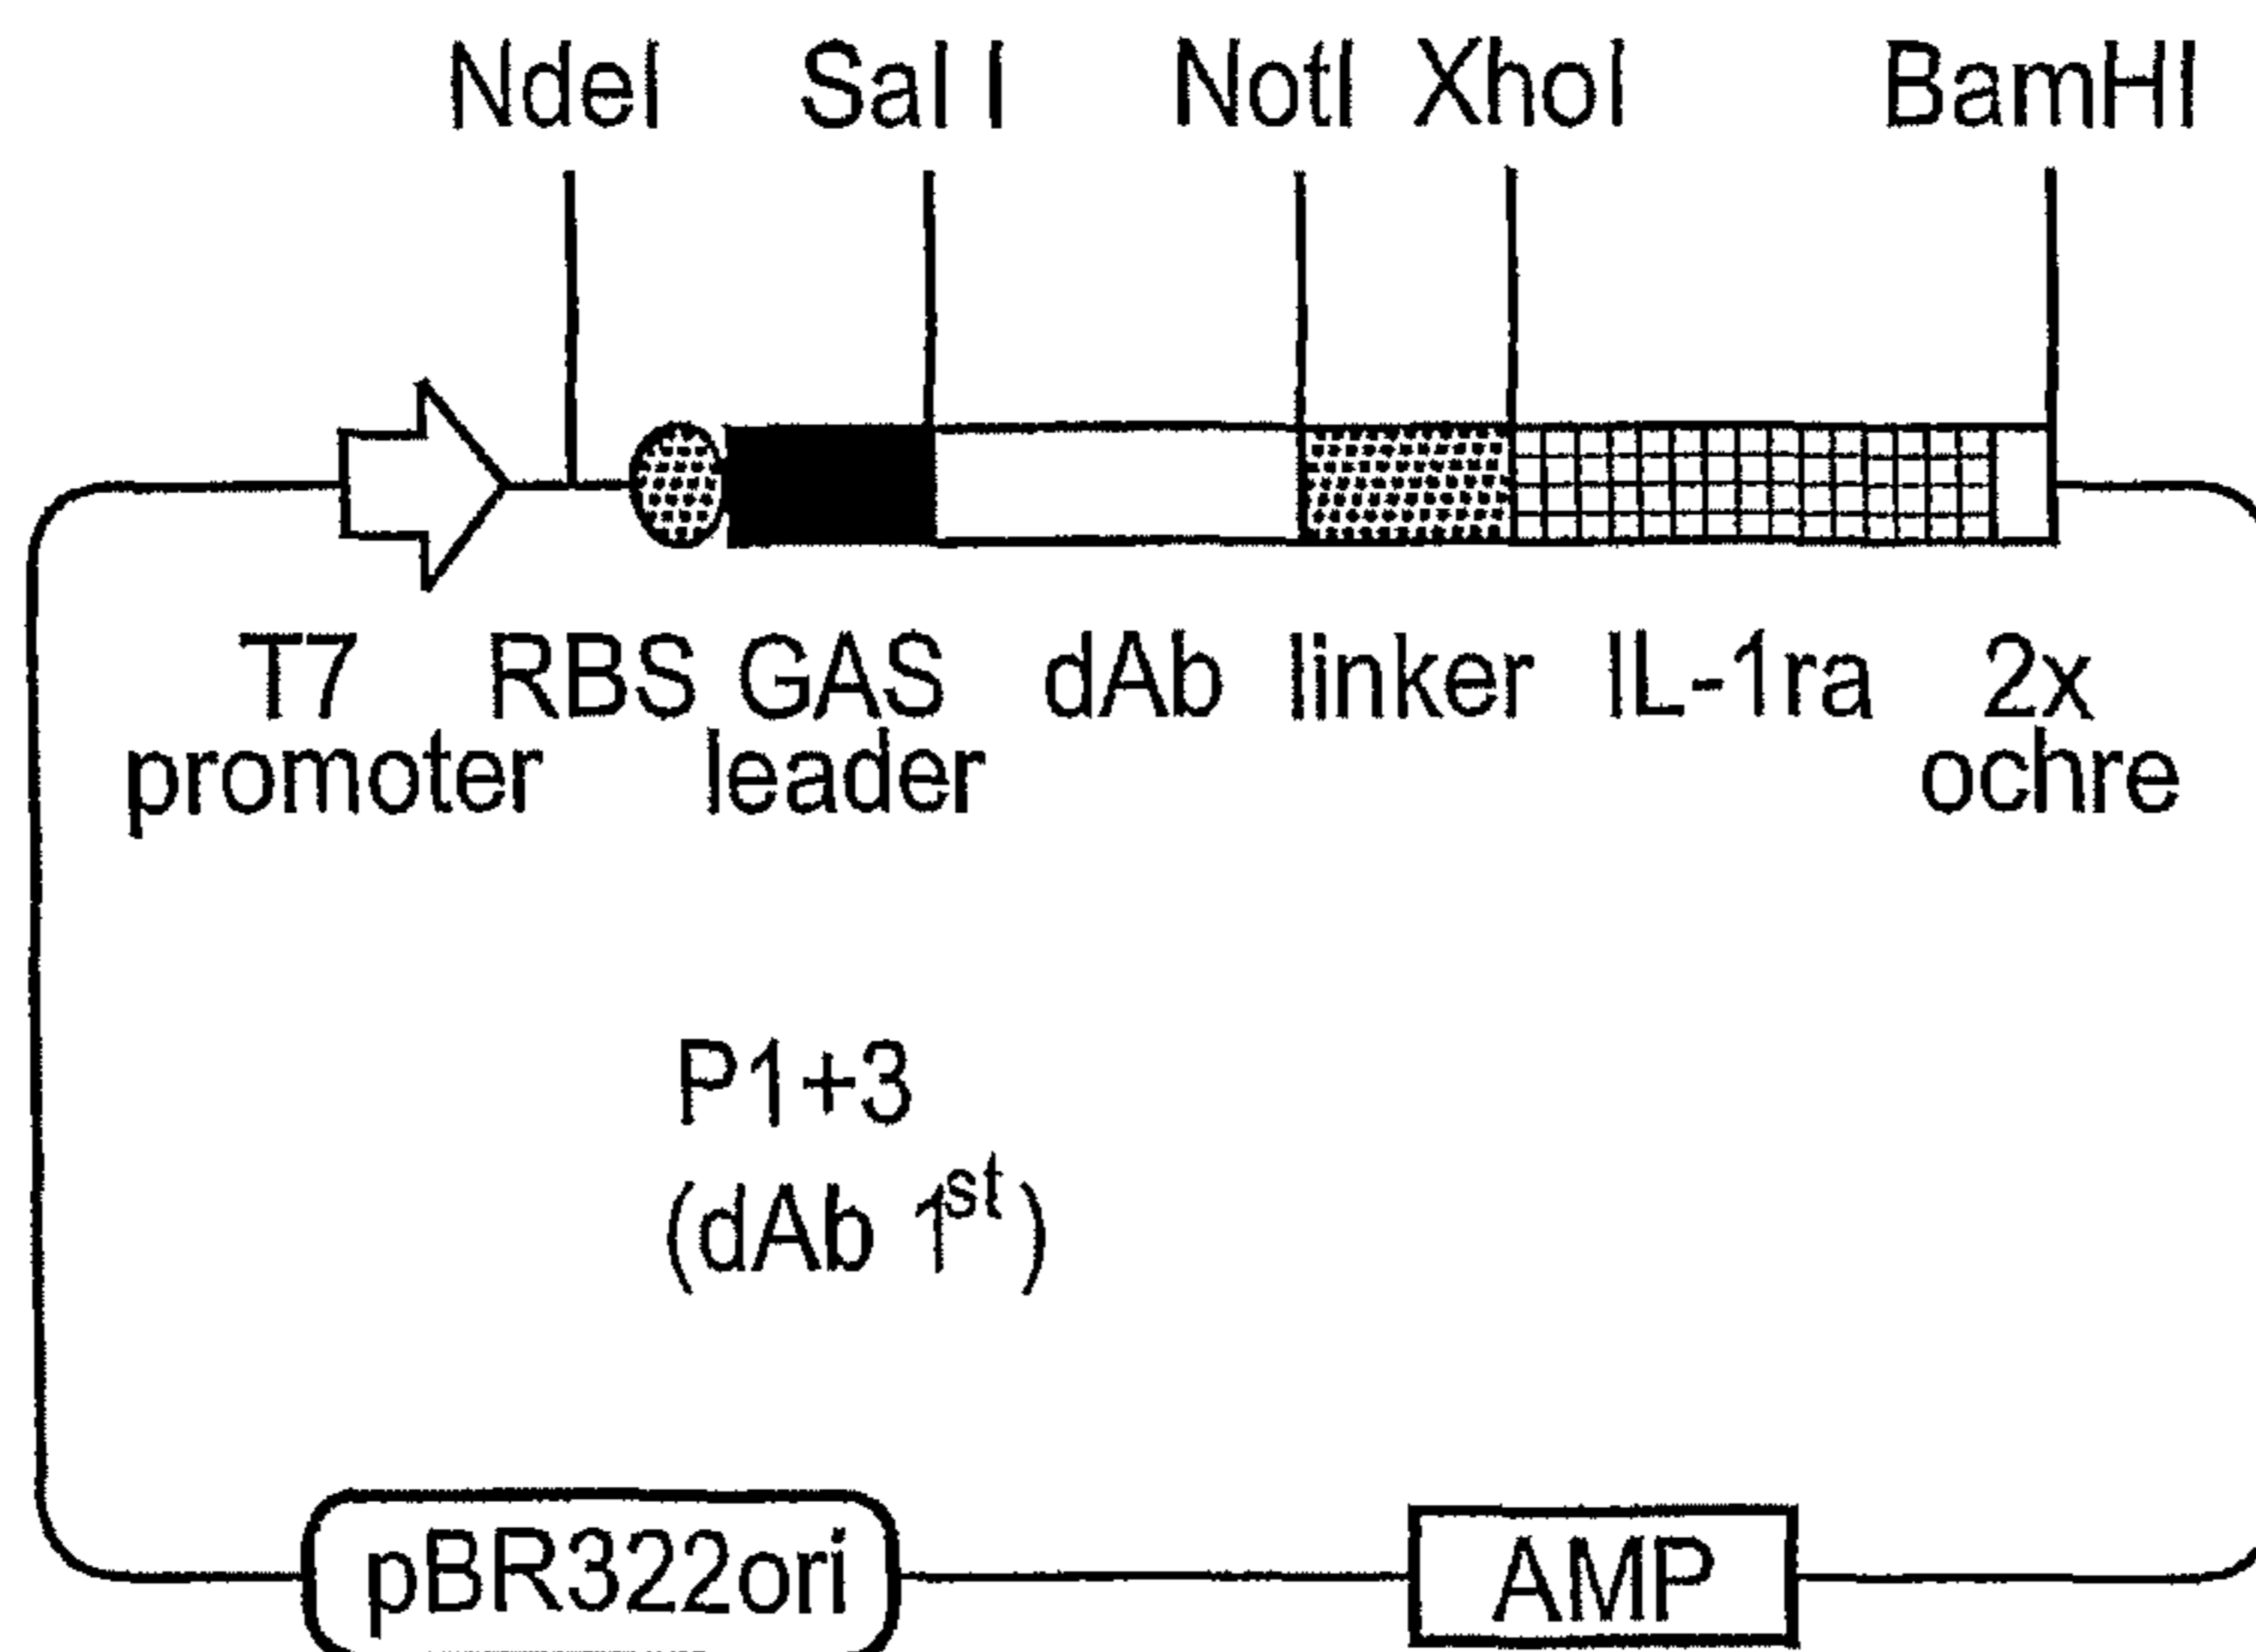 NdeI SalI NotI XhoI BamHI
T7 RBS GAS dAb linker IL-1ra 2x
promoter leader ochre
P1+3
(dAb 1st)
pBR322ori AMP